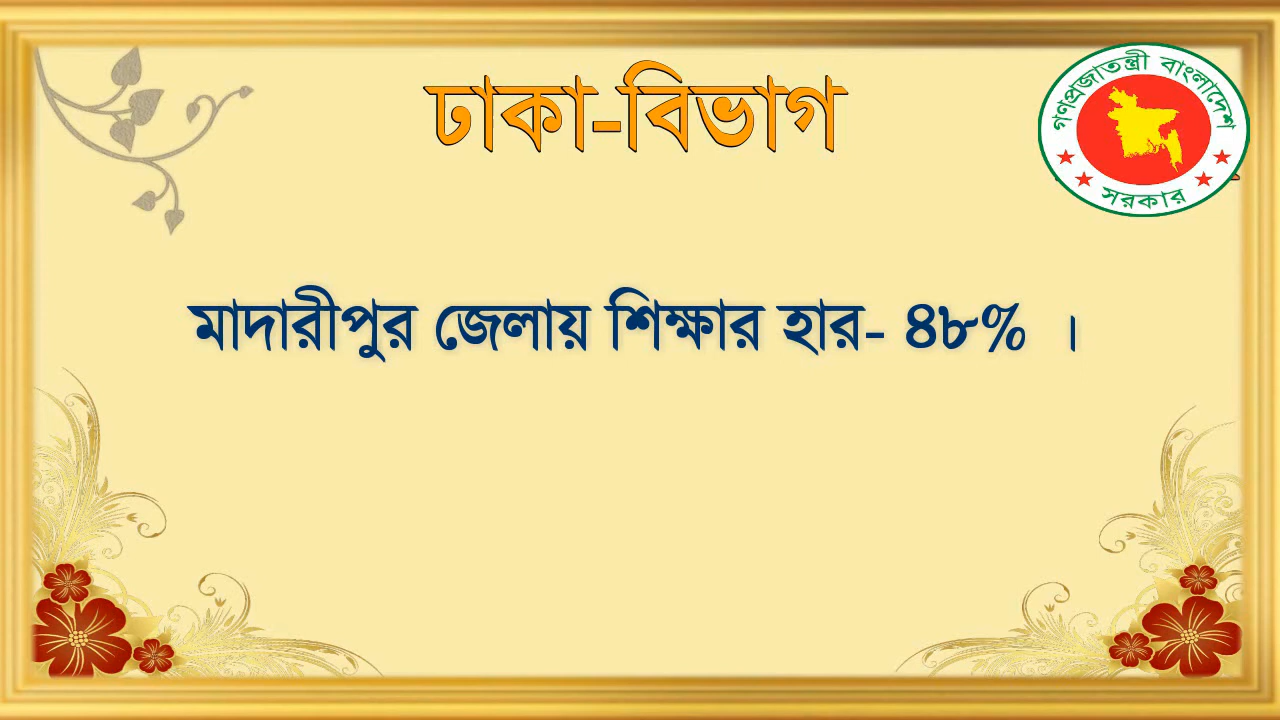 ঢাকা-বিভাগ
গণপ্রজাতন্ত্রী বাংলাদেশ
সরকার
মাদারীপুর জেলায় শিক্ষার হার- ৪৮% ।